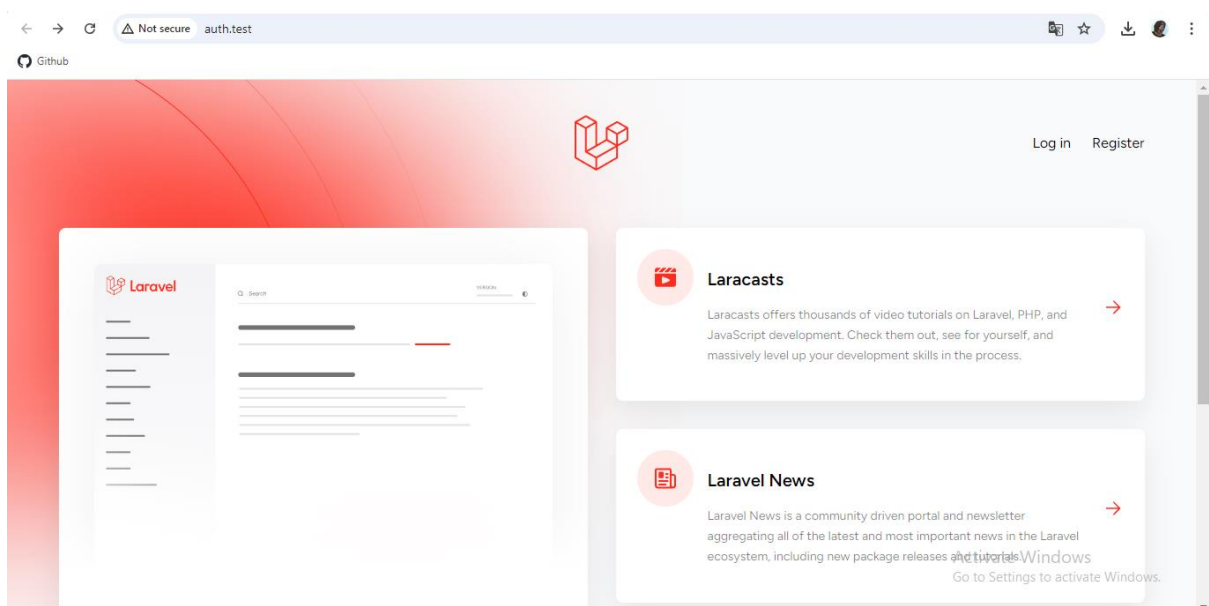 Not secure auth.test
Github
Log in Register
Laravel
Search
VERSION
Laracasts
Laracasts offers thousands of video tutorials on Laravel, PHP, and
JavaScript development. Check them out, see for yourself, and
massively level up your development skills in the process.
Laravel News
Laravel News is a community driven portal and newsletter
aggregating all of the latest and most important news in the Laravel
ecosystem, including new package releases and tutorials.
Activate Windows
Go to Settings to activate Windows.